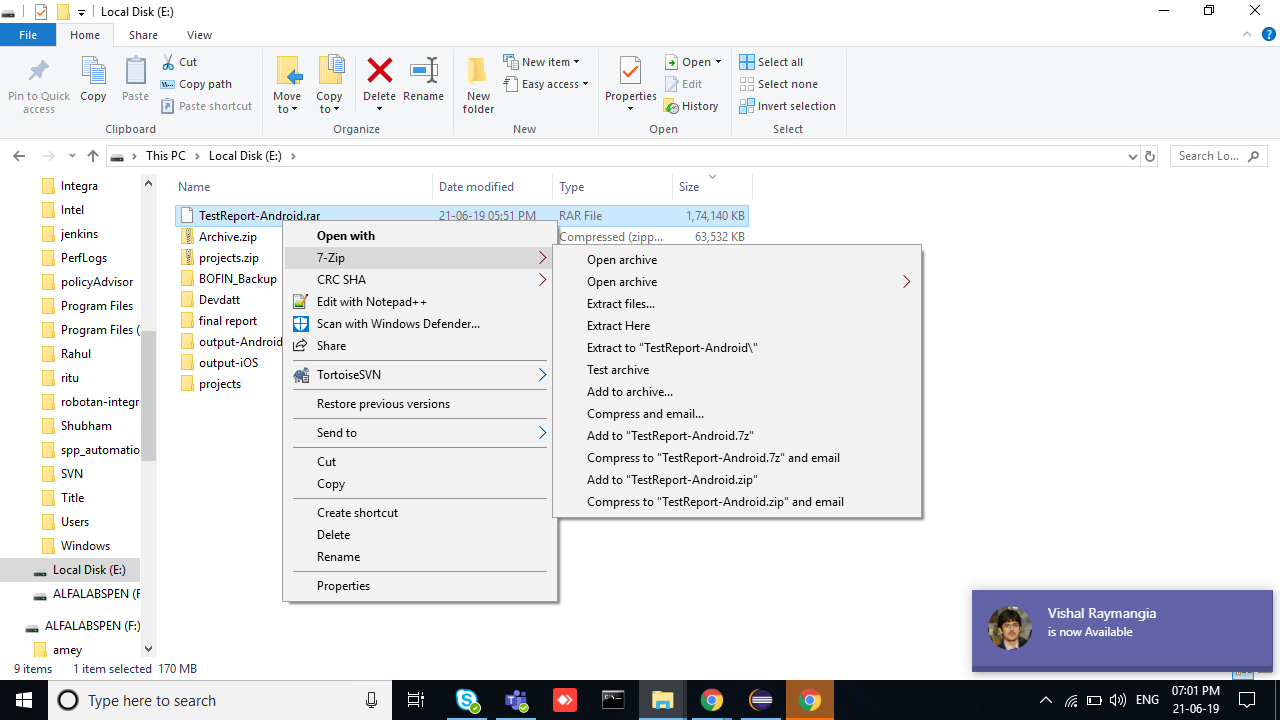 Local Disk (E:)
File Home Share View
Pin to Quick access
Copy
Paste
Cut
Copy path
Paste shortcut
Clipboard
Move to
Copy to
Delete
Rename
Organize
New folder
New item
Easy access
New
Properties
Open
Edit
History
Open
Select all
Select none
Invert selection
Select
This PC > Local Disk (E:) >
Search Lo...
Integra
Intel
jenkins
PerfLogs
policyAdvisor
Program Files
Program Files (
Rahul
ritu
robotan-integra
Shubham
spp_automatio
SVN
Title
Users
Windows
Local Disk (E:)
ALFALABSPEN (F
ALFALABSPEN (F:)
amey
Name Date modified Type Size
TestReport-Android.rar 21-06-19 05:51 PM RAR File 1,74,140 KB
Archive.zip Compressed (zipp... 63,532 KB
projects.zip
BOFIN_Backup
Devdatt
final report
output-Android
output-iOS
projects
Open with
7-Zip
CRC SHA
Edit with Notepad++
Scan with Windows Defender...
Share
TortoiseSVN
Restore previous versions
Send to
Cut
Copy
Create shortcut
Delete
Rename
Properties
Open archive
Open archive
Extract files...
Extract Here
Extract to "TestReport-Android\"
Test archive
Add to archive...
Compress and email...
Add to "TestReport-Android.7z"
Compress to "TestReport-Android.7z" and email
Add to "TestReport-Android.zip"
Compress to "TestReport-Android.zip" and email
Vishal Raymangia
is now Available
9 items 1 item selected 170 MB
Type here to search
ENG
07:01 PM
21-06-19